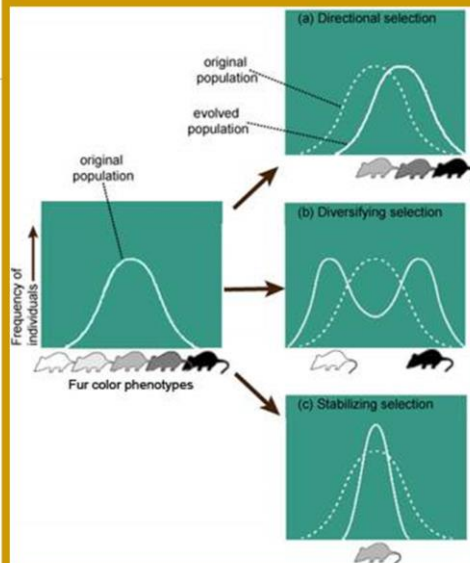 (a) Directional selection
original
population
evolved
population
original
population
Frequency of
individuals
Fur color phenotypes
(b) Diversifying selection
(c) Stabilizing selection